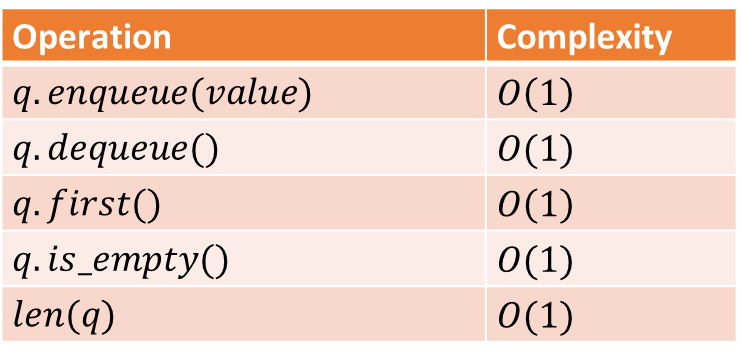 Operation Complexity
q.enqueue(value) O(1)
q.dequeue() O(1)
q.first() O(1)
q.is_empty() O(1)
len(q) O(1)